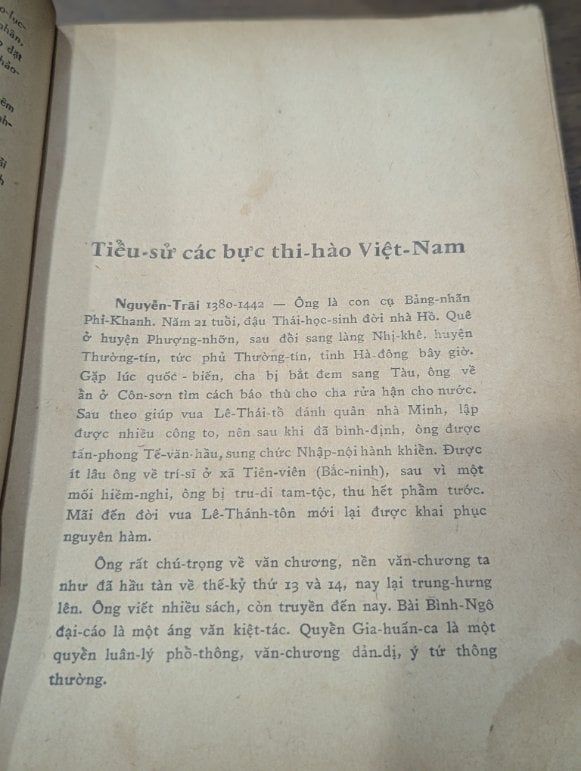 o-lục-
phần,
đạt
hảo-
êm
nh-
ải
h
Tiểu-sử các bực thi-hào Việt-Nam
Nguyễn-Trãi 1380-1442 — Ông là con cụ Bảng-nhãn
Phi-Khanh. Năm 21 tuổi, đậu Thái-học-sinh đời nhà Hồ. Quê
ở huyện Phượng-nhỡn, sau đồi sang làng Nhị-khê, huyện
Thường-tín, tức phủ Thường-tín, tỉnh Hà-đông bây giờ.
Gặp lúc quốc-biến, cha bị bắt đem sang Tàu, ông về
ẩn ở Côn-sơn tìm cách báo thù cho cha rửa hận cho nước.
Sau theo giúp vua Lê-Thái-tổ đánh quân nhà Minh, lập
được nhiều công to, nên sau khi đã bình-định, ông được
tấn-phong Tế-văn-hầu, sung chức Nhập-nội hành khiển. Được
ít lâu ông về trí-sĩ ở xã Tiên-viên (Bắc-ninh), sau vì một
mối hiềm-nghi, ông bị tru-di tam-tộc, thu hết phẩm tước.
Mãi đến đời vua Lê-Thánh-tôn mới lại được khai phục
nguyên hàm.
Ông rất chú-trọng về văn chương, nền văn-chương ta
như đã hầu tàn về thế-kỷ thứ 13 và 14, nay lại trung-hưng
lên. Ông viết nhiều sách, còn truyền đến nay. Bài Bình-Ngô
đại-cáo là một áng văn kiệt-tác. Quyển Gia-huấn-ca là một
quyển luân-lý phổ-thông, văn-chương dản-dị, ý tứ thông
thường.